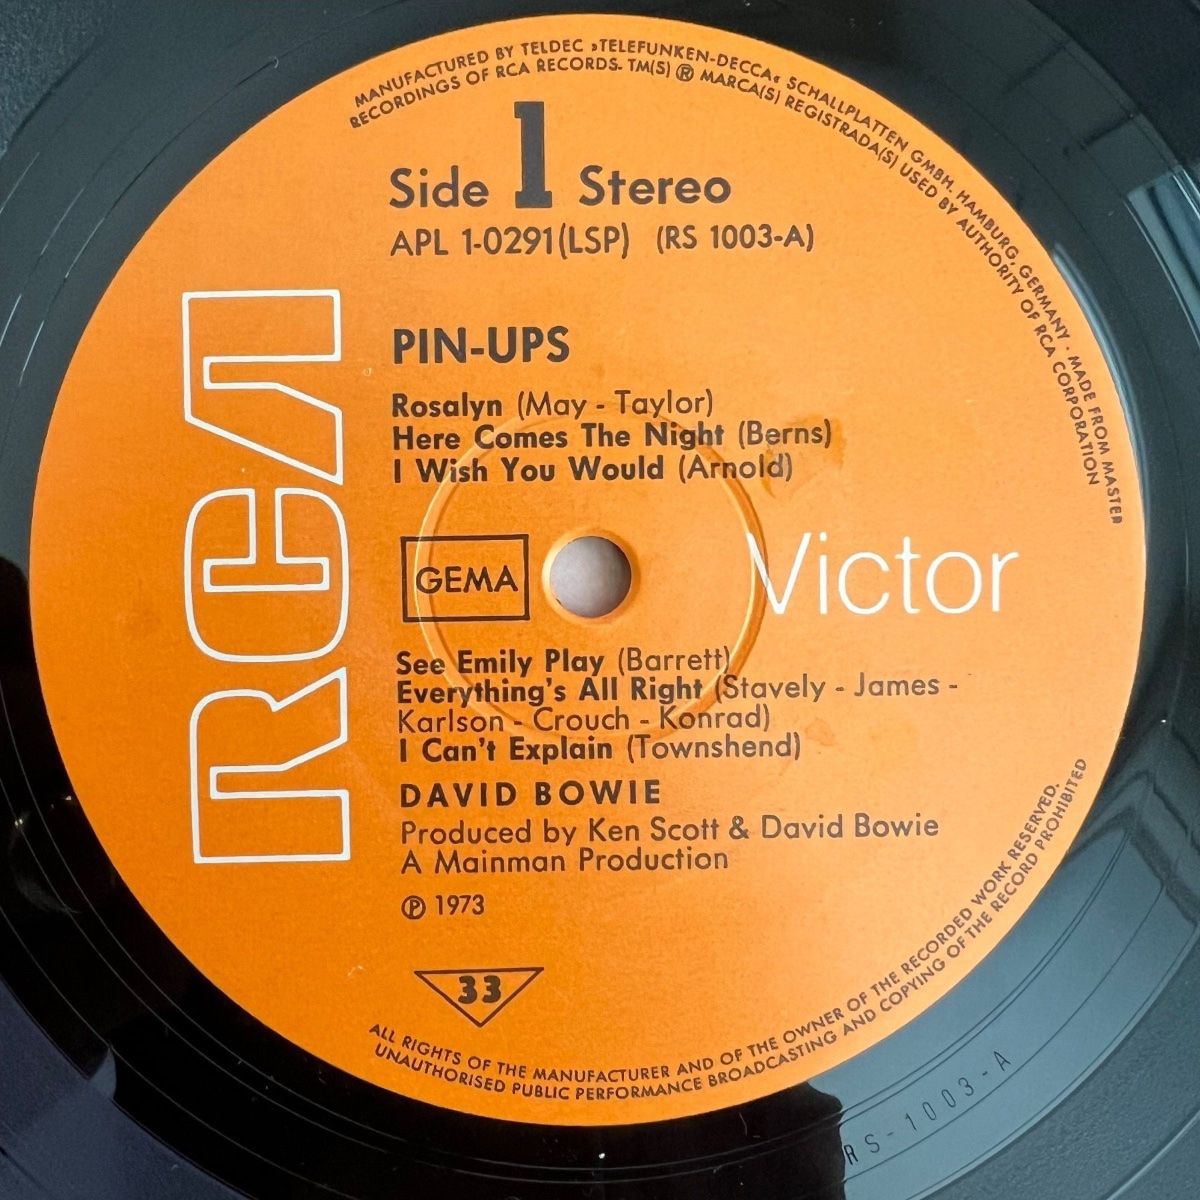 MANUFACTURED BY TELDEC »TELEFUNKEN-DECCA« SCHALLPLATTEN GMBH. HAMBURG, GERMANY · MADE FROM MASTER
RECORDINGS OF RCA RECORDS- TM(S) ® MARCA(S) REGISTRADA(S) USED BY AUTHORITY OF RCA CORPORATION
Side 1 Stereo
APL 1-0291(LSP) (RS 1003-A)
RCA
PIN-UPS
Rosalyn (May - Taylor)
Here Comes The Night (Berns)
I Wish You Would (Arnold)
GEMA
Victor
See Emily Play (Barrett)
Everything's All Right (Stavely - James -
Karlson - Crouch - Konrad)
I Can't Explain (Townshend)
DAVID BOWIE
Produced by Ken Scott & David Bowie
A Mainman Production
℗ 1973
33
ALL RIGHTS OF THE MANUFACTURER AND OF THE OWNER OF THE RECORDED WORK RESERVED.
UNAUTHORISED PUBLIC PERFORMANCE BROADCASTING AND COPYING OF THE RECORD PROHIBITED
RS-1003-A